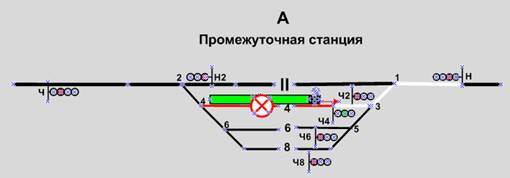 А
Промежуточная станция
2 Н2 II 1 Н
Ч Ч2
4 4 3
Ч4
6 6 Ч6 5
8
Ч8